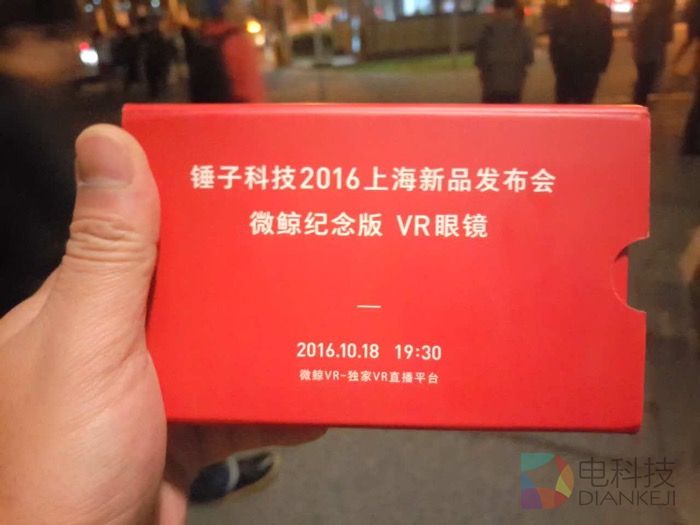 锤子科技2016上海新品发布会
微鲸纪念版 VR眼镜
—
2016.10.18 19:30
微鲸VR-独家VR直播平台
电科技
DIANKEJI